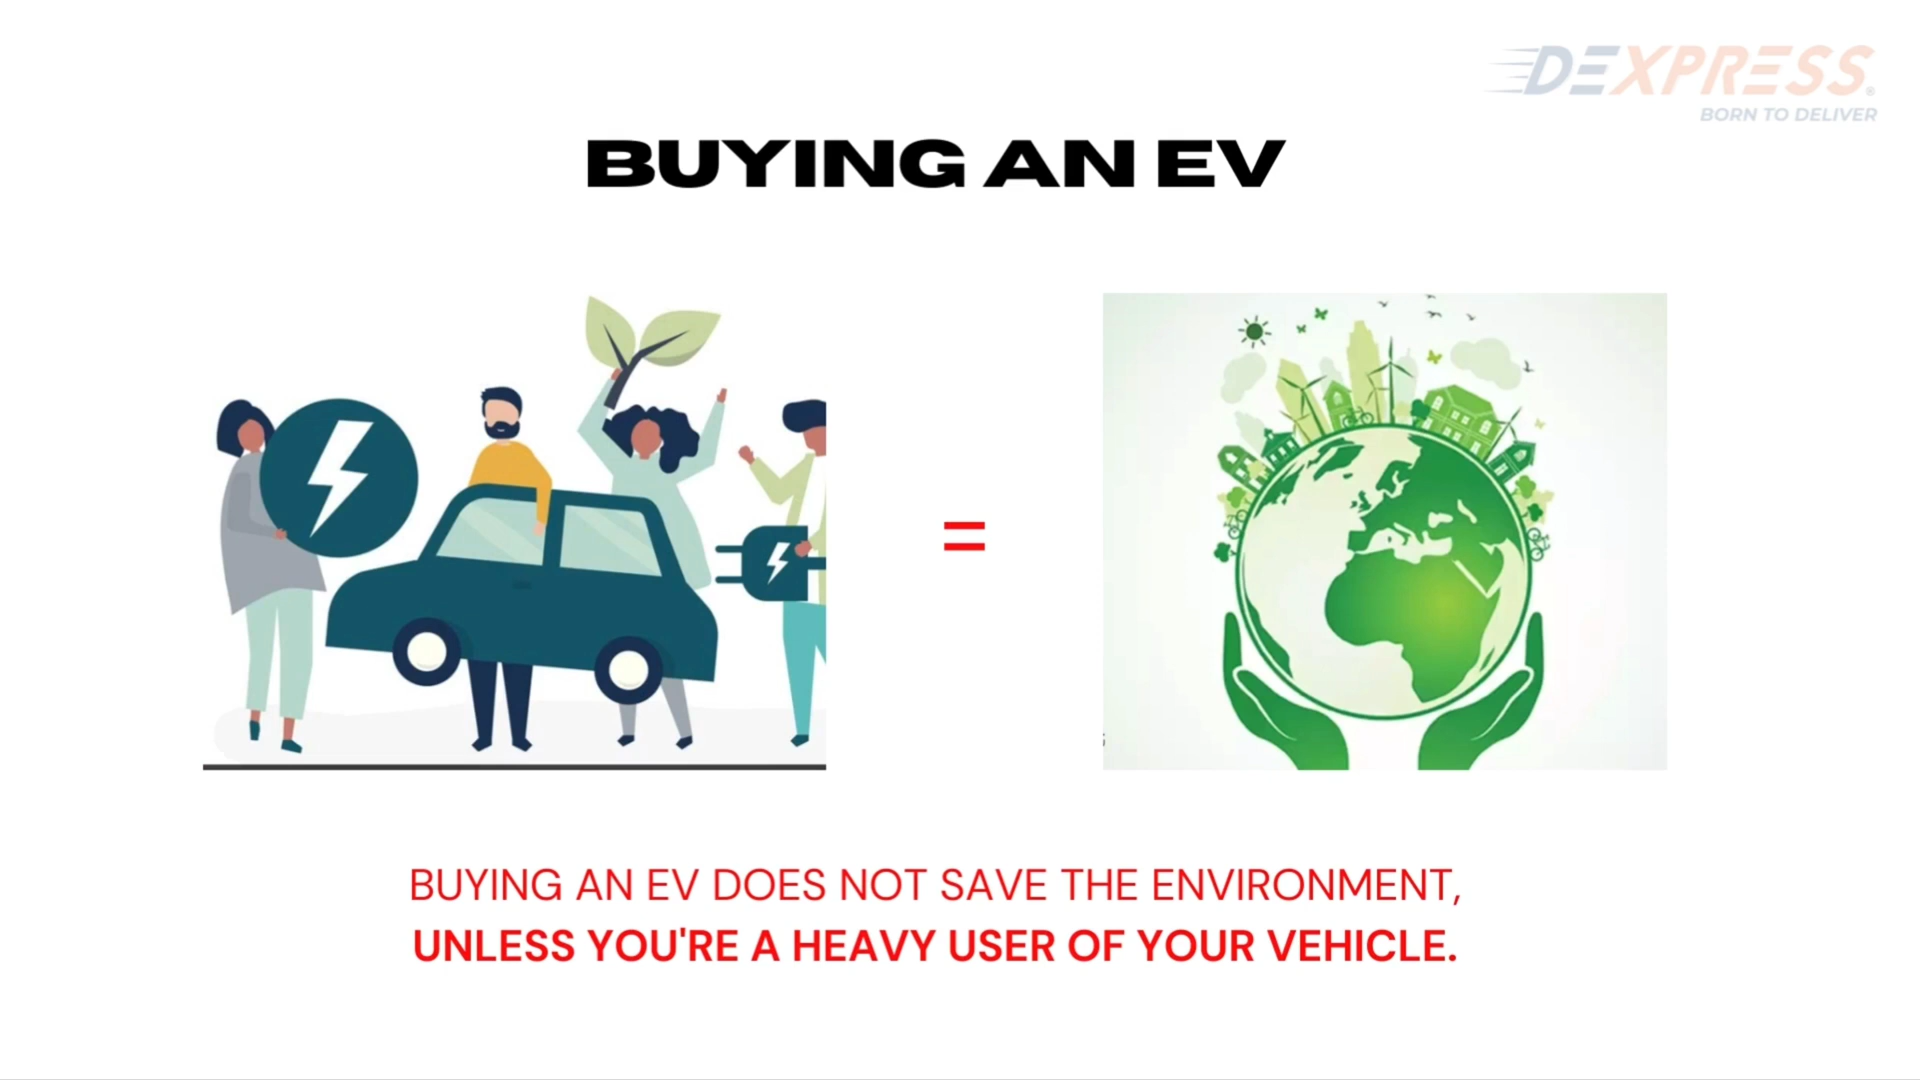 DEXPRESS®
BORN TO DELIVER
BUYING AN EV
=
BUYING AN EV DOES NOT SAVE THE ENVIRONMENT,
UNLESS YOU'RE A HEAVY USER OF YOUR VEHICLE.